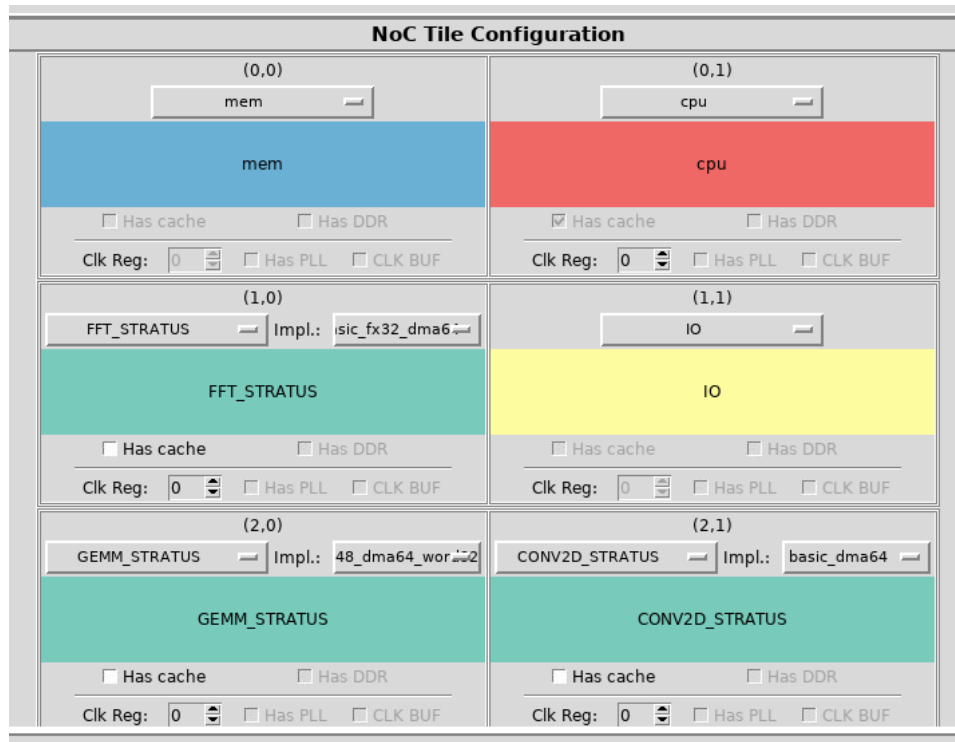 NoC Tile Configuration
(0,0)
mem
mem
Has cache Has DDR
Clk Reg: 0 Has PLL CLK BUF
(0,1)
cpu
cpu
Has cache Has DDR
Clk Reg: 0 Has PLL CLK BUF
(1,0)
FFT_STRATUS Impl.: sic_fx32_dma64
FFT_STRATUS
Has cache Has DDR
Clk Reg: 0 Has PLL CLK BUF
(1,1)
IO
IO
Has cache Has DDR
Clk Reg: 0 Has PLL CLK BUF
(2,0)
GEMM_STRATUS Impl.: 48_dma64_word32
GEMM_STRATUS
Has cache Has DDR
Clk Reg: 0 Has PLL CLK BUF
(2,1)
CONV2D_STRATUS Impl.: basic_dma64
CONV2D_STRATUS
Has cache Has DDR
Clk Reg: 0 Has PLL CLK BUF